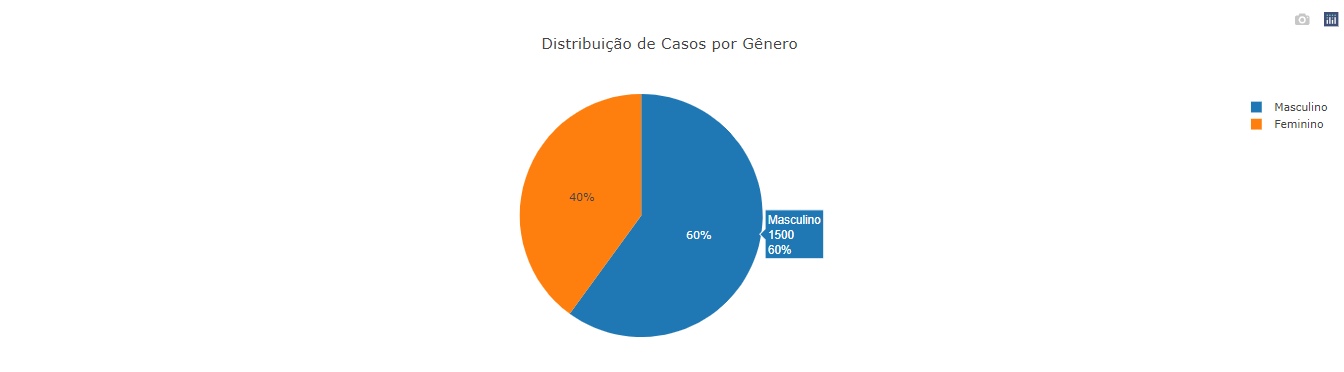 Distribuição de Casos por Gênero
Masculino
Feminino
40%
60%
Masculino
1500
60%